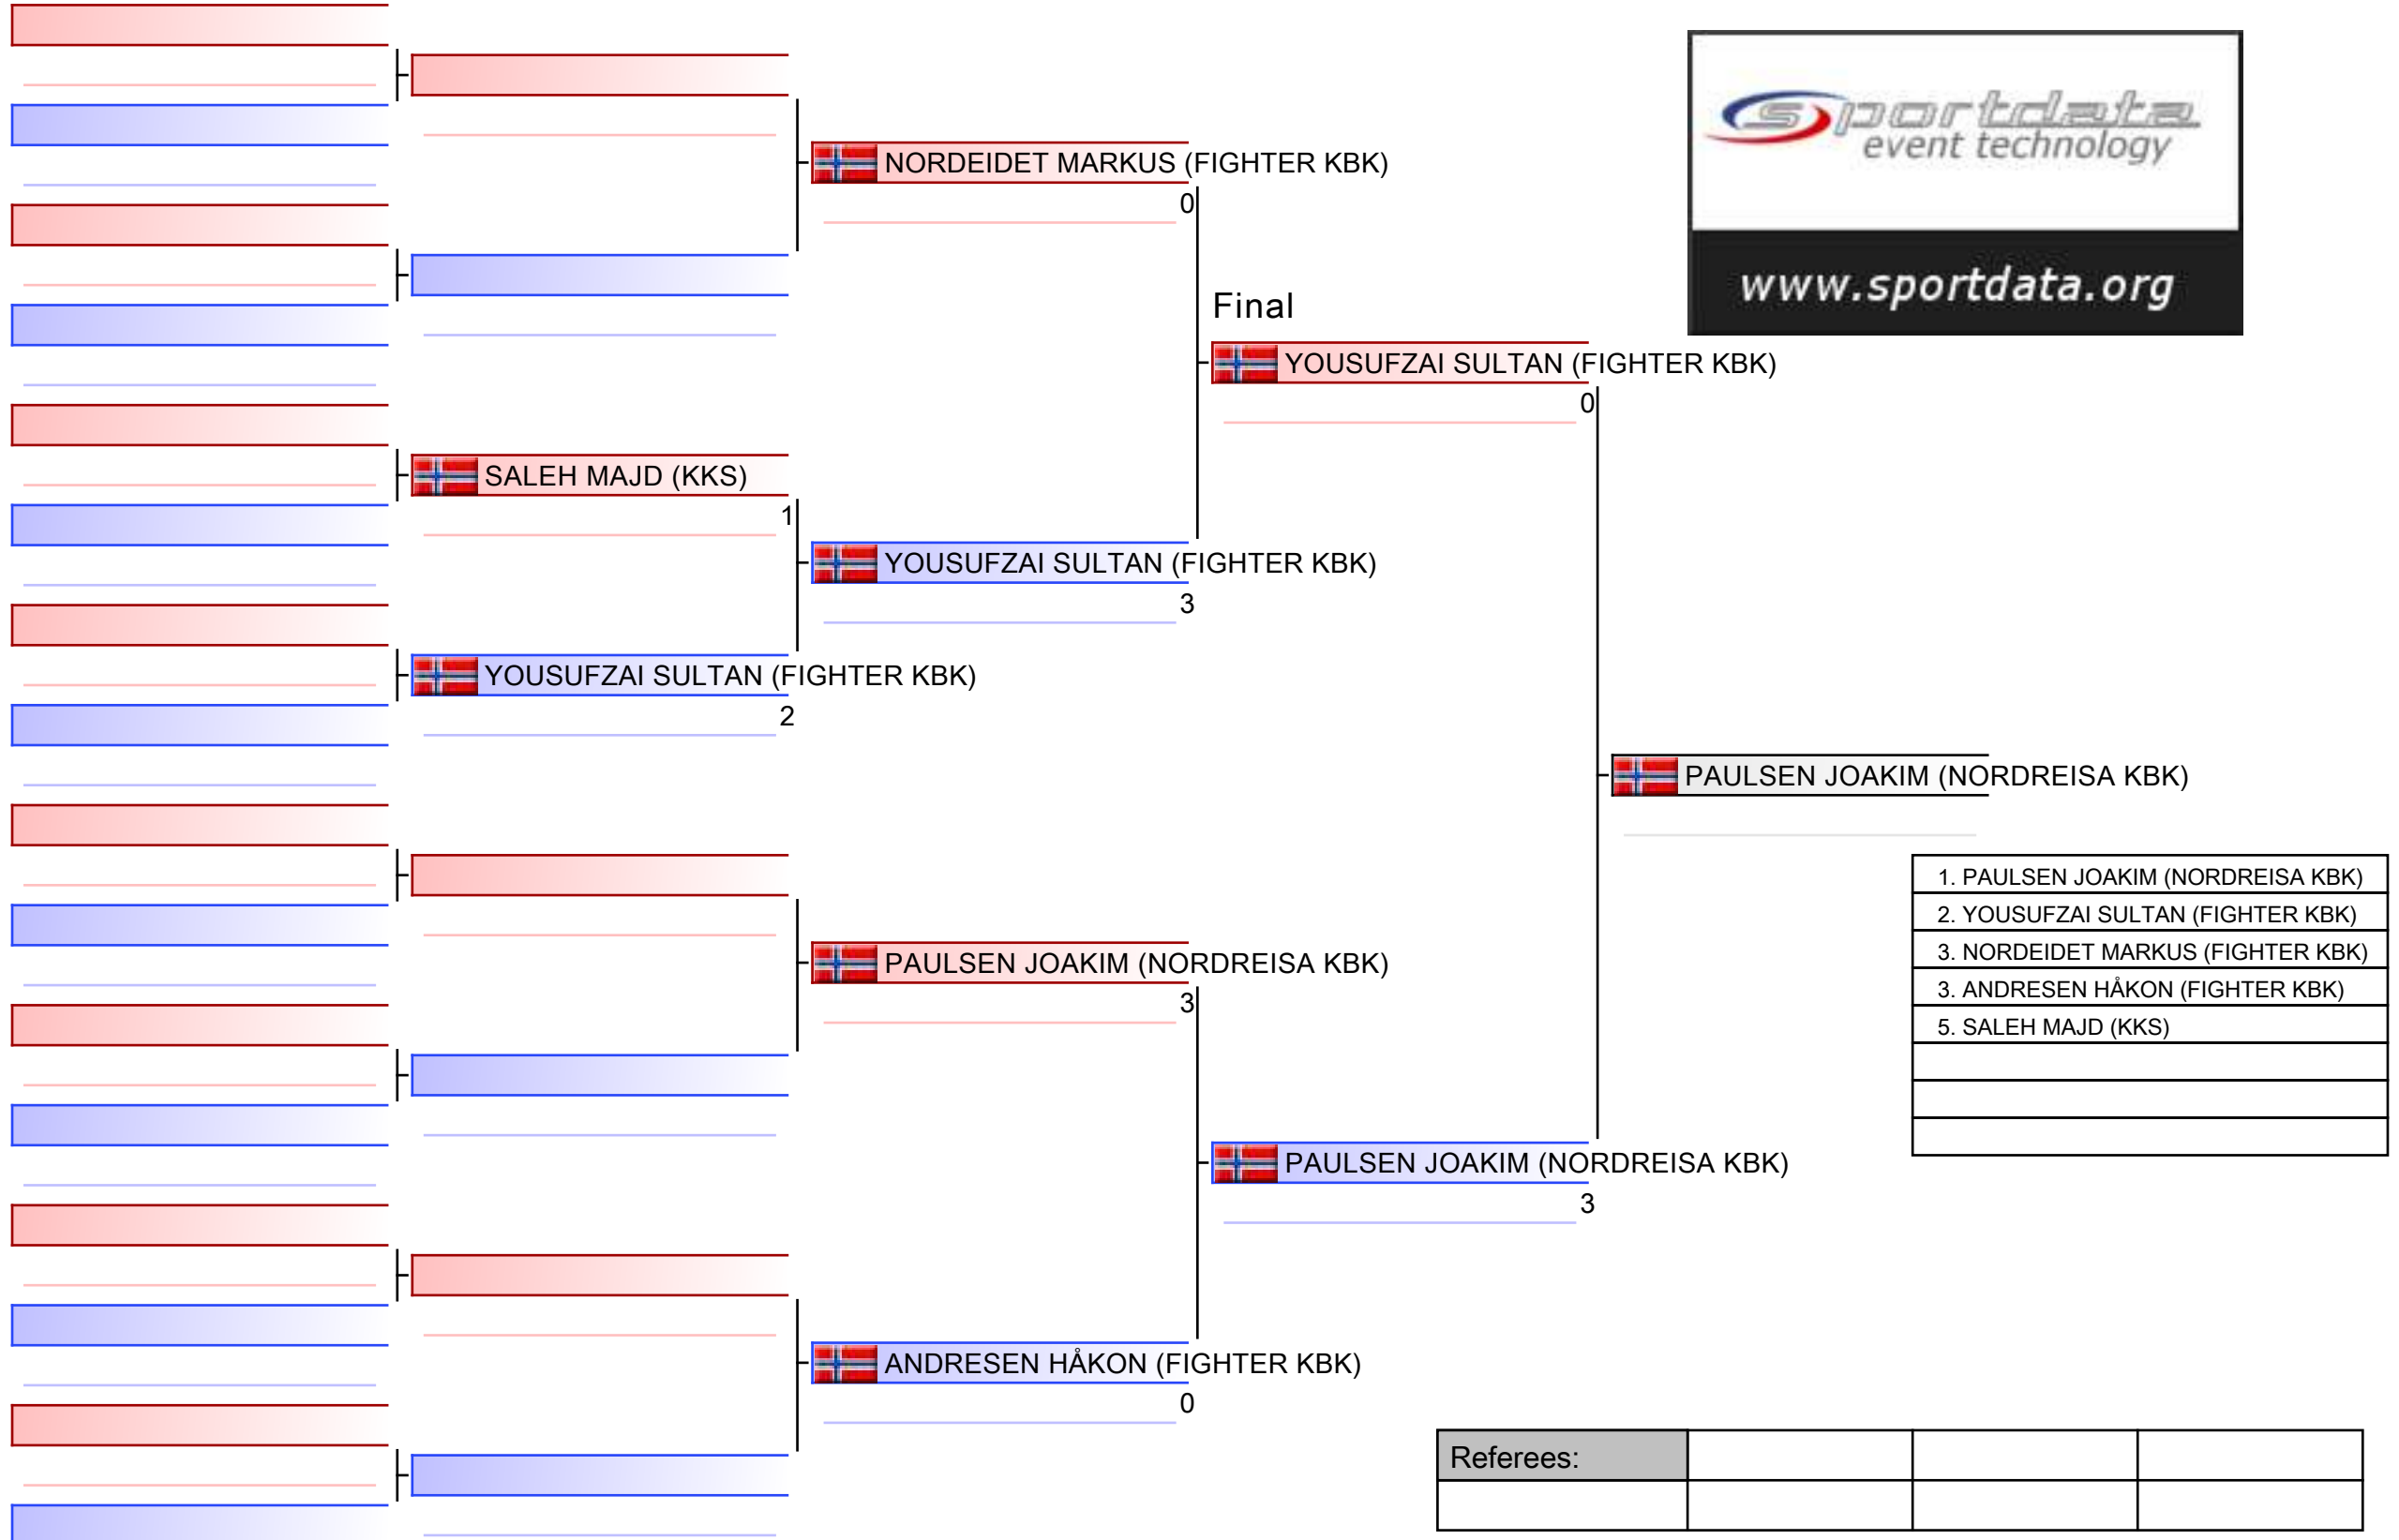 sportdata
event technology
www.sportdata.org
NORDEIDET MARKUS (FIGHTER KBK)
0
Final
YOUSUFZAI SULTAN (FIGHTER KBK)
0
SALEH MAJD (KKS)
1
YOUSUFZAI SULTAN (FIGHTER KBK)
3
YOUSUFZAI SULTAN (FIGHTER KBK)
2
PAULSEN JOAKIM (NORDREISA KBK)
1. PAULSEN JOAKIM (NORDREISA KBK)
2. YOUSUFZAI SULTAN (FIGHTER KBK)
3. NORDEIDET MARKUS (FIGHTER KBK)
3. ANDRESEN HÅKON (FIGHTER KBK)
5. SALEH MAJD (KKS)
PAULSEN JOAKIM (NORDREISA KBK)
3
PAULSEN JOAKIM (NORDREISA KBK)
3
ANDRESEN HÅKON (FIGHTER KBK)
0
Referees: